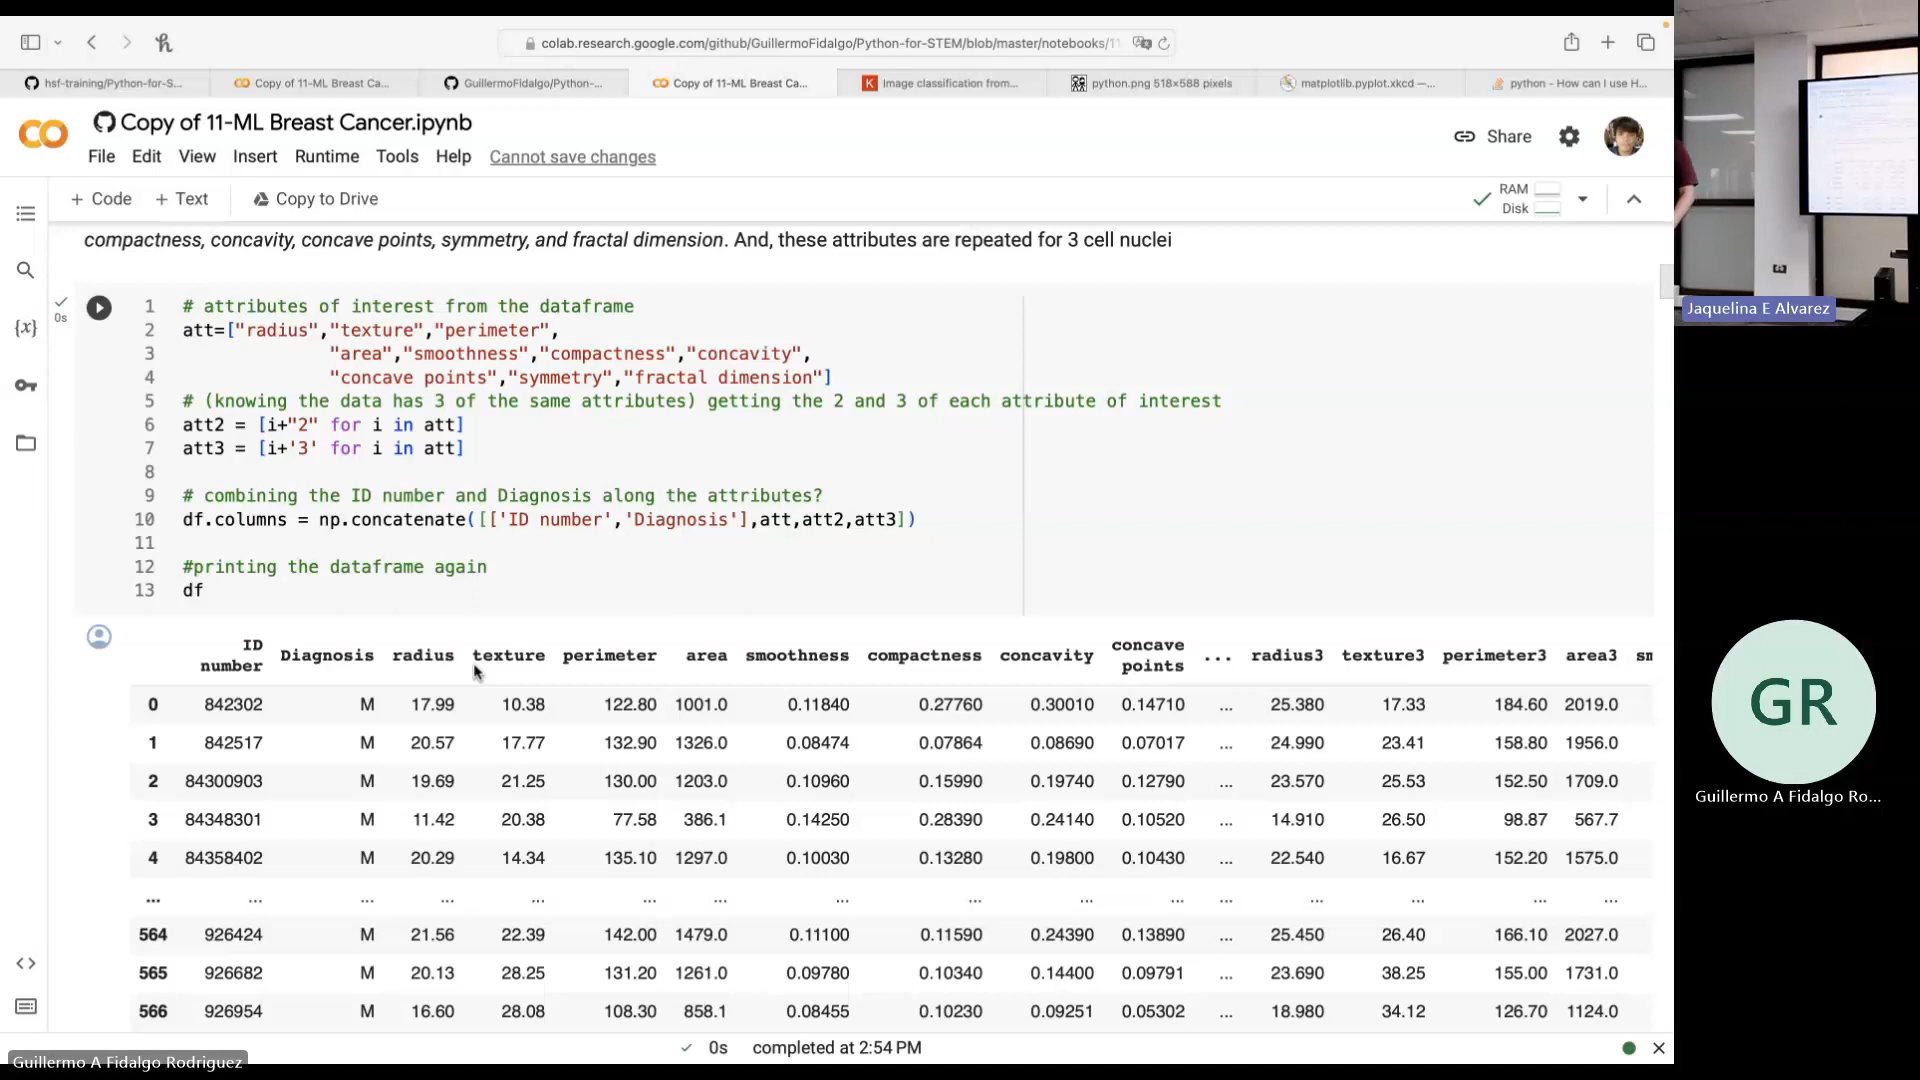 colab.research.google.com/github/GuillermoFidalgo/Python-for-STEM/blob/master/notebooks/1
hsf-training/Python-for-S...
Copy of 11-ML Breast Ca...
GuillermoFidalgo/Python-...
Copy of 11-ML Breast Ca...
Image classification from...
python.png 518×588 pixels
matplotlib.pyplot.xkcd —...
python - How can I use H...
Copy of 11-ML Breast Cancer.ipynb
File Edit View Insert Runtime Tools Help Cannot save changes
Share
+ Code + Text Copy to Drive
RAM
Disk
compactness, concavity, concave points, symmetry, and fractal dimension. And, these attributes are repeated for 3 cell nuclei
0s
1 # attributes of interest from the dataframe
2 att=["radius","texture","perimeter",
3 "area","smoothness","compactness","concavity",
4 "concave points","symmetry","fractal dimension"]
5 # (knowing the data has 3 of the same attributes) getting the 2 and 3 of each attribute of interest
6 att2 = [i+"2" for i in att]
7 att3 = [i+'3' for i in att]
8
9 # combining the ID number and Diagnosis along the attributes?
10 df.columns = np.concatenate([['ID number','Diagnosis'],att,att2,att3])
11
12 #printing the dataframe again
13 df
ID number Diagnosis radius texture perimeter area smoothness compactness concavity concave points ... radius3 texture3 perimeter3 area3 sm
0 842302 M 17.99 10.38 122.80 1001.0 0.11840 0.27760 0.30010 0.14710 ... 25.380 17.33 184.60 2019.0
1 842517 M 20.57 17.77 132.90 1326.0 0.08474 0.07864 0.08690 0.07017 ... 24.990 23.41 158.80 1956.0
2 84300903 M 19.69 21.25 130.00 1203.0 0.10960 0.15990 0.19740 0.12790 ... 23.570 25.53 152.50 1709.0
3 84348301 M 11.42 20.38 77.58 386.1 0.14250 0.28390 0.24140 0.10520 ... 14.910 26.50 98.87 567.7
4 84358402 M 20.29 14.34 135.10 1297.0 0.10030 0.13280 0.19800 0.10430 ... 22.540 16.67 152.20 1575.0
... ... ... ... ... ... ... ... ... ... ... ... ... ... ... ...
564 926424 M 21.56 22.39 142.00 1479.0 0.11100 0.11590 0.24390 0.13890 ... 25.450 26.40 166.10 2027.0
565 926682 M 20.13 28.25 131.20 1261.0 0.09780 0.10340 0.14400 0.09791 ... 23.690 38.25 155.00 1731.0
566 926954 M 16.60 28.08 108.30 858.1 0.08455 0.10230 0.09251 0.05302 ... 18.980 34.12 126.70 1124.0
0s completed at 2:54 PM
Guillermo A Fidalgo Rodriguez
Jaquelina E Alvarez
GR
Guillermo A Fidalgo Ro...